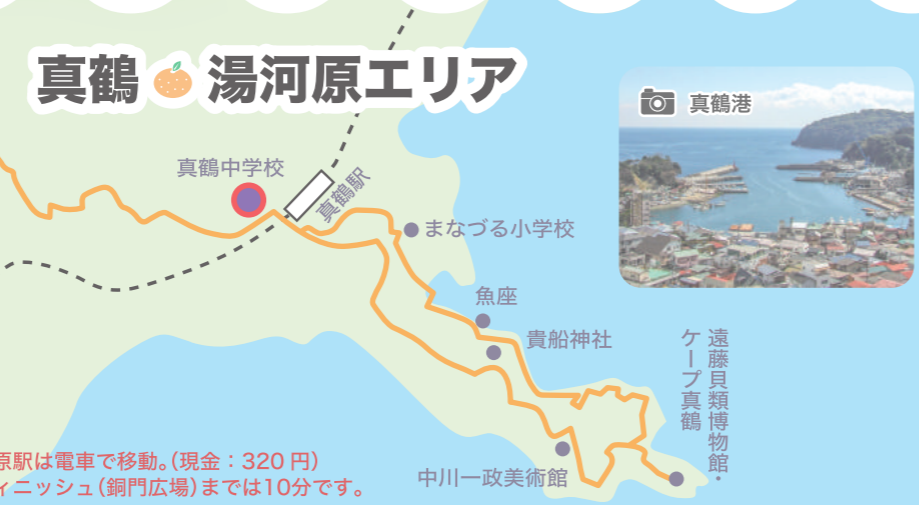 真鶴 湯河原エリア
真鶴港
真鶴中学校
真鶴駅
まなづる小学校
魚座
貴船神社
遠藤貝類博物館・
ケープ真鶴
中川一政美術館
原駅は電車で移動。(現金：320 円)
ィニッシュ(銅門広場)までは10分です。